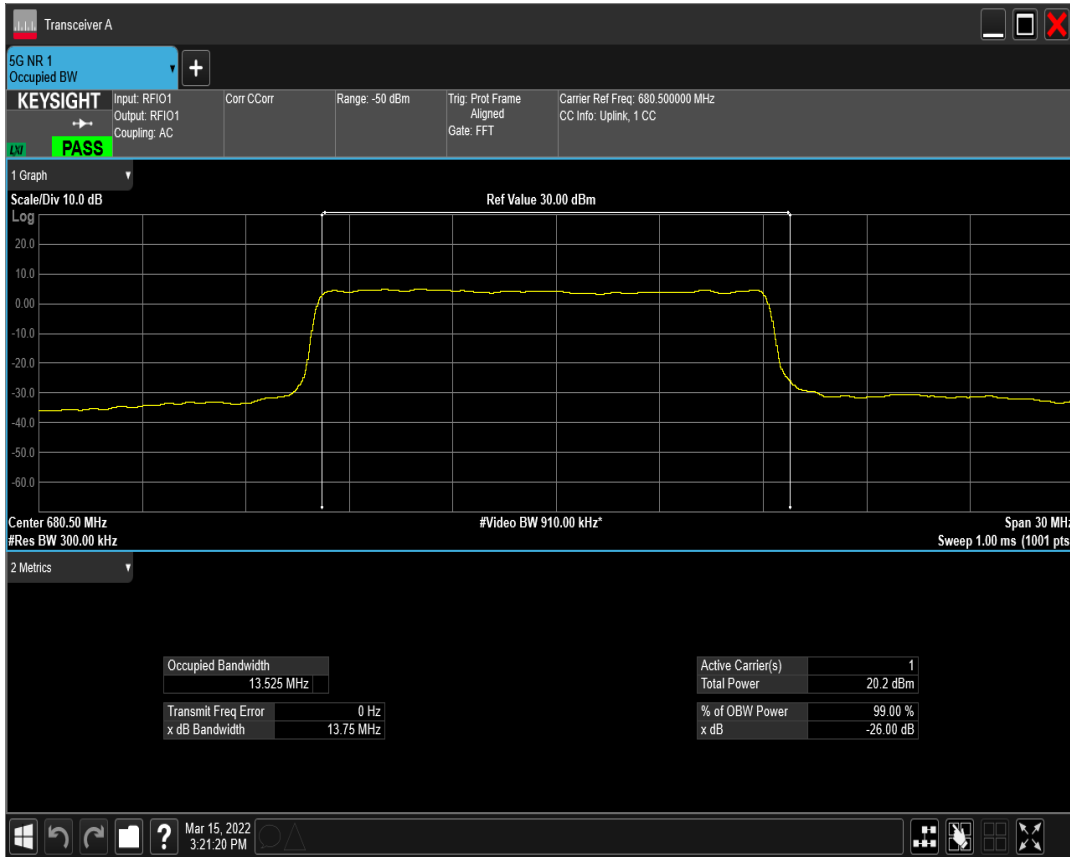 Transceiver A
5G NR 1
Occupied BW
KEYSIGHT
Input: RFIO1
Output: RFIO1
Coupling: AC
Corr CCorr
Range: -50 dBm
Trig: Prot Frame
Aligned
Gate: FFT
Carrier Ref Freq: 680.500000 MHz
CC Info: Uplink, 1 CC
LXI
PASS
1 Graph
Scale/Div 10.0 dB
Ref Value 30.00 dBm
Log
20.0
10.0
0.00
-10.0
-20.0
-30.0
-40.0
-50.0
-60.0
Center 680.50 MHz
#Video BW 910.00 kHz*
Span 30 MHz
#Res BW 300.00 kHz
Sweep 1.00 ms (1001 pts
2 Metrics
Occupied Bandwidth
13.525 MHz
Transmit Freq Error 0 Hz
x dB Bandwidth 13.75 MHz
Active Carrier(s) 1
Total Power 20.2 dBm
% of OBW Power 99.00 %
x dB -26.00 dB
?
Mar 15, 2022
3:21:20 PM